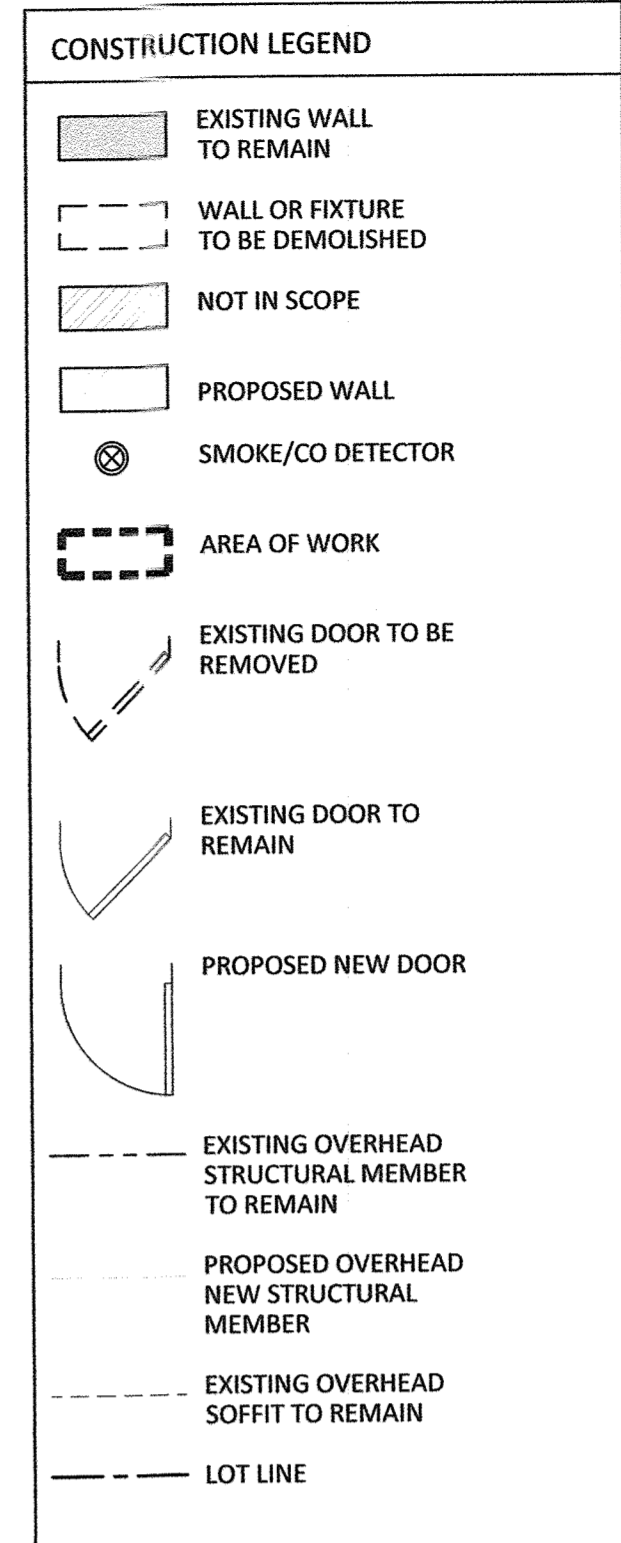 CONSTRUCTION LEGEND
EXISTING WALL
TO REMAIN
WALL OR FIXTURE
TO BE DEMOLISHED
NOT IN SCOPE
PROPOSED WALL
SMOKE/CO DETECTOR
AREA OF WORK
EXISTING DOOR TO BE
REMOVED
EXISTING DOOR TO
REMAIN
PROPOSED NEW DOOR
EXISTING OVERHEAD
STRUCTURAL MEMBER
TO REMAIN
PROPOSED OVERHEAD
NEW STRUCTURAL
MEMBER
EXISTING OVERHEAD
SOFFIT TO REMAIN
LOT LINE